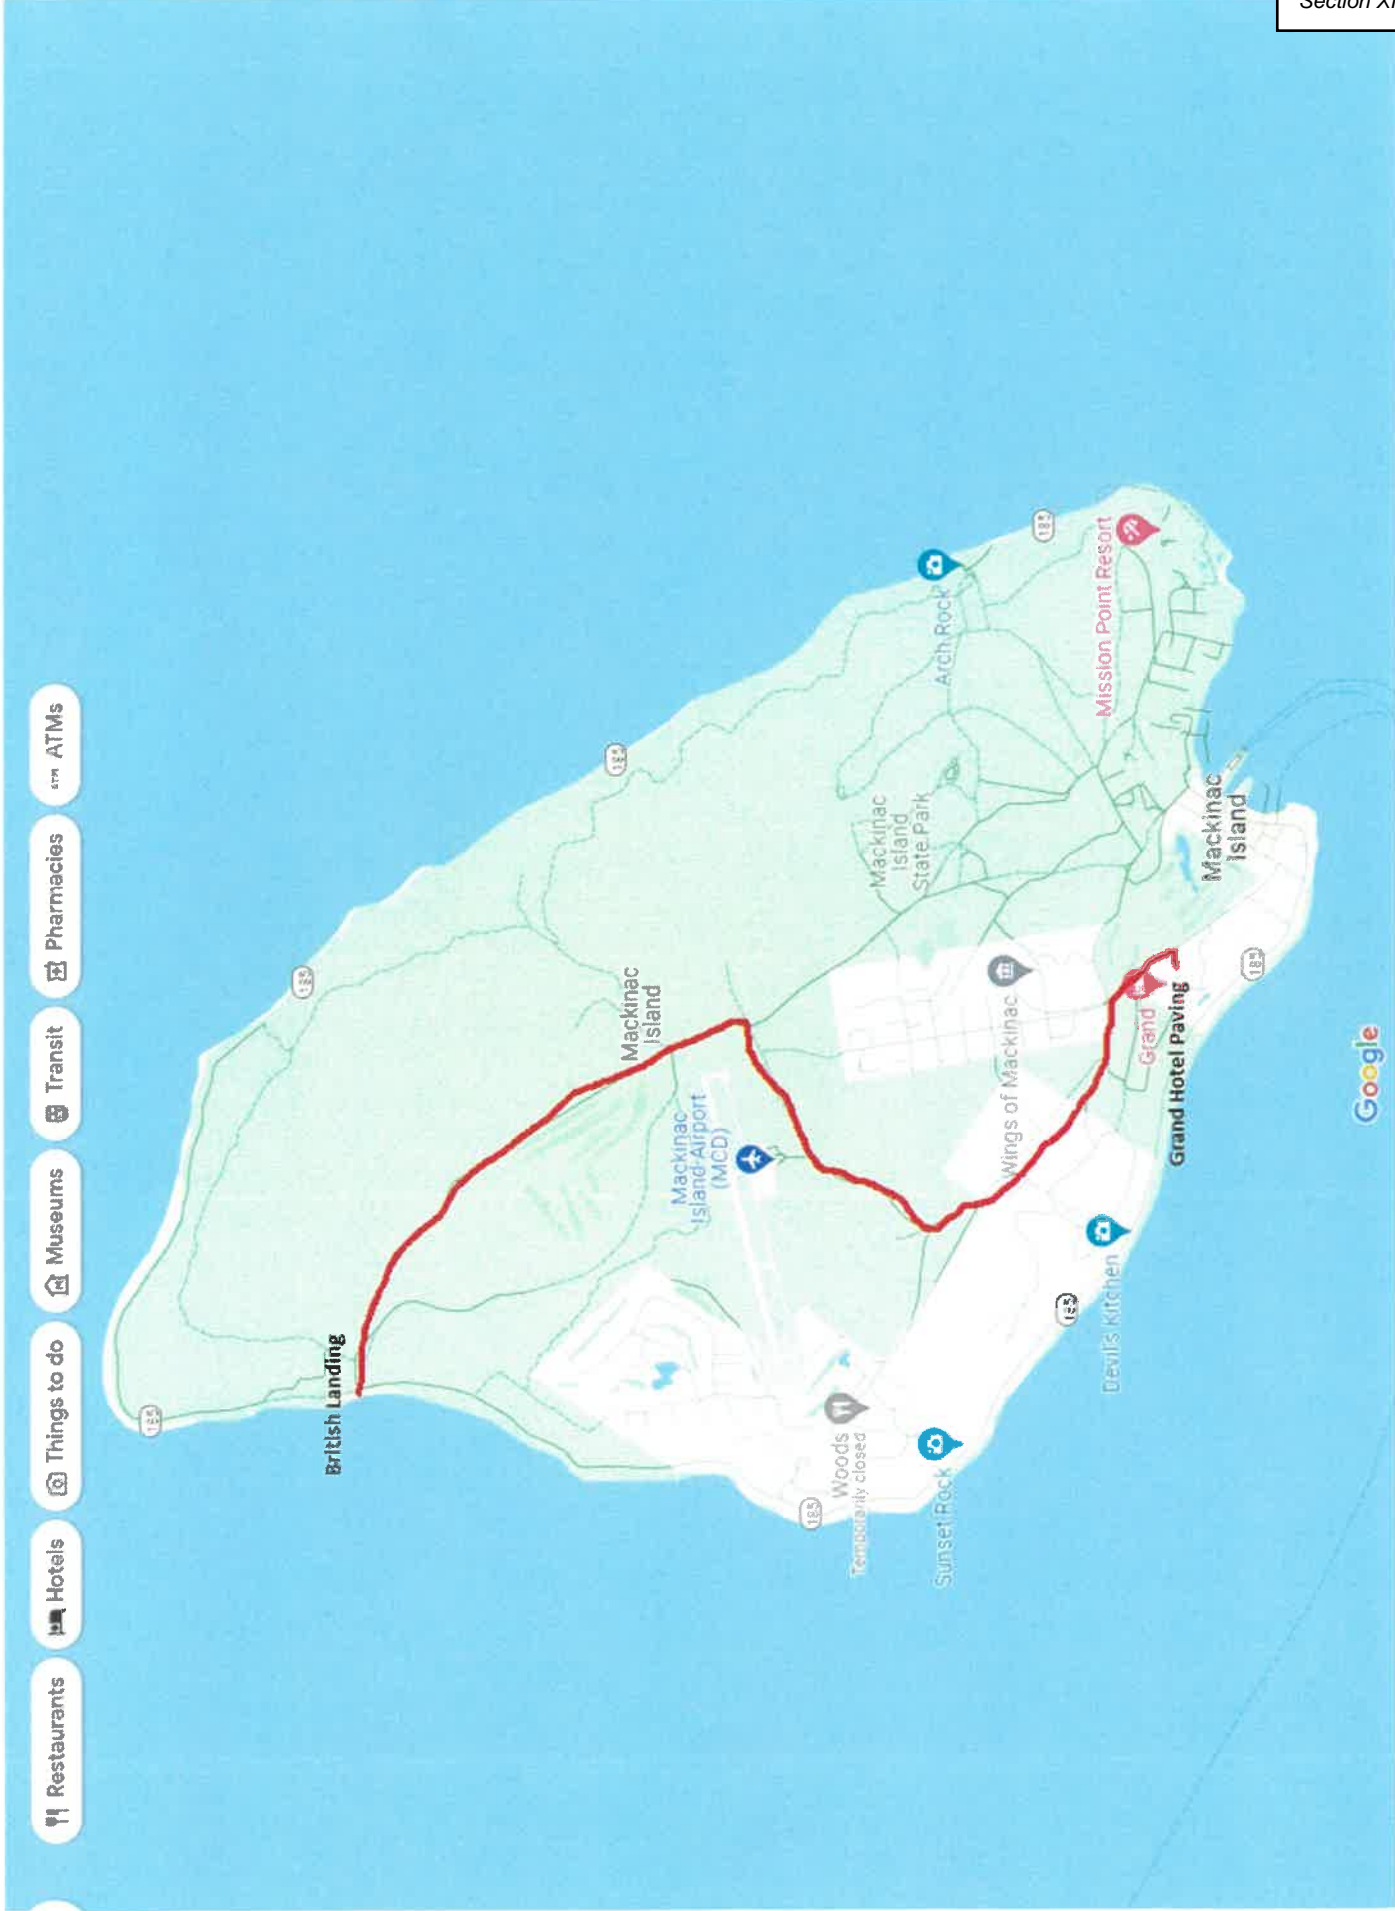 Section XI
Restaurants
Hotels
Things to do
Museums
Transit
Pharmacies
ATM ATMs
185
British Landing
185
185
Mackinac
Island
Mackinac
Island Airport
(MCD)
185
Woods
Temporarily closed
Mackinac
Island
State Park
Arch Rock
Sunset Rock
Wings of Mackinac
185
185
Devil's Kitchen
Mission Point Resort
Grand
Grand Hotel Paving
Mackinac
Island
185
Google